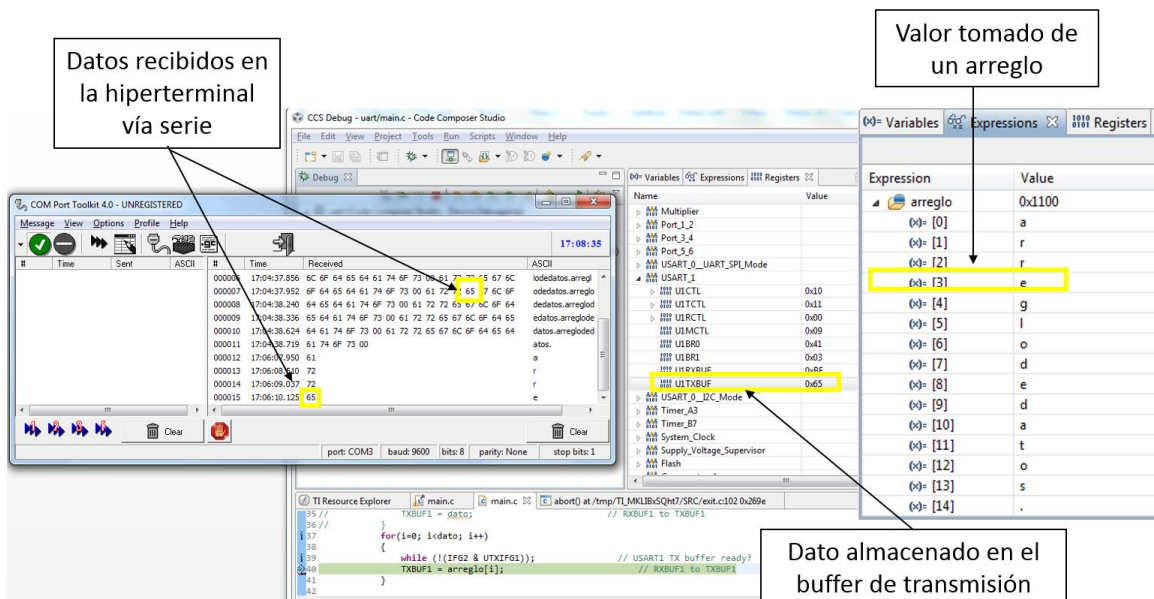 Datos recibidos en
la hiperterminal
vía serie
Valor tomado de
un arreglo
CCS Debug - uart/main.c - Code Composer Studio
File Edit View Project Tools Run Scripts Window Help
Debug
(x)= Variables Expressions Registers
Name Value
Multiplier
Port_1_2
Port_3_4
Port_5_6
USART_0__UART_SPI_Mode
USART_1
U1CTL 0x10
U1TCTL 0x11
U1RCTL 0x00
U1MCTL 0x09
U1BR0 0x41
U1BR1 0x03
U1RXBUF
U1TXBUF 0x65
USART_0__I2C_Mode
Timer_A3
Timer_B7
System_Clock
Supply_Voltage_Supervisor
Flash
COM Port Toolkit 4.0 - UNREGISTERED
Message View Options Profile Help
17:08:35
# Time Sent ASCII # Time Received ASCII
000006 17:04:37.856 6C 6F 64 65 64 61 74 6F 73 61 72 65 67 6C lodedatos.arregl
000007 17:04:37.952 6F 64 65 64 61 74 6F 73 00 61 72 65 67 6C 6F odedatos.arreglo
000008 17:04:38.240 64 65 64 61 74 6F 73 00 61 72 72 65 67 6C 6F 64 dedatos.arreglod
000009 17:04:38.336 65 64 61 74 6F 73 00 61 72 72 65 67 6C 6F 64 65 edatos.arreglode
000010 17:04:38.624 64 61 74 6F 73 00 61 72 72 65 67 6C 6F 64 65 64 datos.arregloded
000011 17:04:38.719 61 74 6F 73 00 atos.
000012 17:06:07.950 61 a
000013 17:06:08.510 72 r
000014 17:06:09.037 72 r
000015 17:06:10.125 65 e
Clear Clear
port: COM3 baud: 9600 bits: 8 parity: None stop bits: 1
(x)= Variables Expressions Registers
Expression Value
arreglo 0x1100
(x)= [0] a
(x)= [1] r
(x)= [2] r
(x)= [3] e
(x)= [4] g
(x)= [5] l
(x)= [6] o
(x)= [7] d
(x)= [8] e
(x)= [9] d
(x)= [10] a
(x)= [11] t
(x)= [12] o
(x)= [13] s
(x)= [14] .
TI Resource Explorer main.c main.c abort() at /tmp/TI_MKLIBxSQht7/SRC/exit.c:102 0x269e
35 // TXBUF1 = dato; // RXBUF1 to TXBUF1
36 // }
37 for(i=0; i<dato; i++)
38 {
39 while (!(IFG2 & UTXIFG1)); // USART1 TX buffer ready?
40 TXBUF1 = arreglo[i]; // RXBUF1 to TXBUF1
41 }
42
Dato almacenado en el
buffer de transmisión